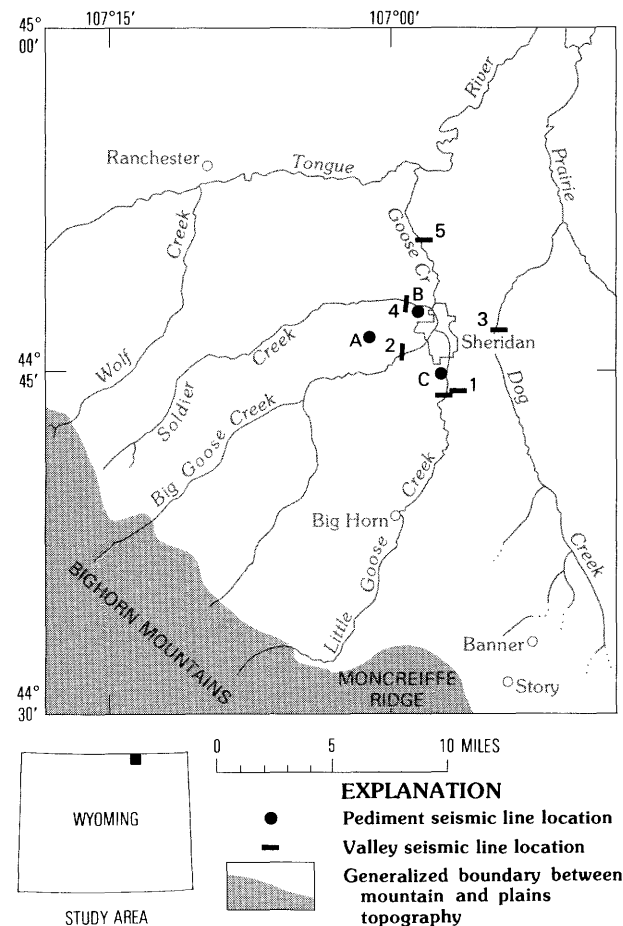 107°15'
107°00'
45°
00'
River
Ranchester
Tongue
Prairie
Creek
Goose Cr
5
B
4
3
A
Sheridan
2
Creek
44°
45'
Wolf
C
1
Dog
Soldier
Big Goose Creek
Creek
Big Horn
Goose
Creek
BIGHORN MOUNTAINS
Little
Banner
MONCREIFFE
RIDGE
Story
44°
30'
0 5 10 MILES
EXPLANATION
WYOMING
Pediment seismic line location
Valley seismic line location
Generalized boundary between
mountain and plains
topography
STUDY AREA